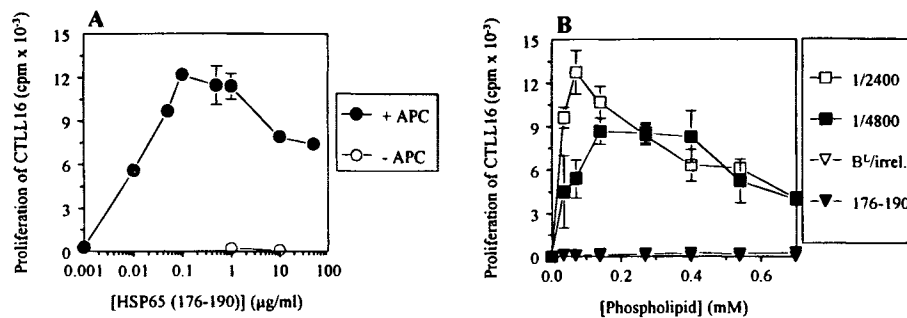 A
Proliferation of CTLL16 (cpm x 10⁻³)
15
12
9
6
3
0
0.001 0.01 0.1 1 10 100
[HSP65 (176-190)] (µg/ml)
+ APC
- APC
B
Proliferation of CTLL16 (cpm x 10⁻³)
15
12
9
6
3
0
0.0 0.2 0.4 0.6
[Phospholipid] (mM)
1/2400
1/4800
Bᴸ/irrel.
176-190